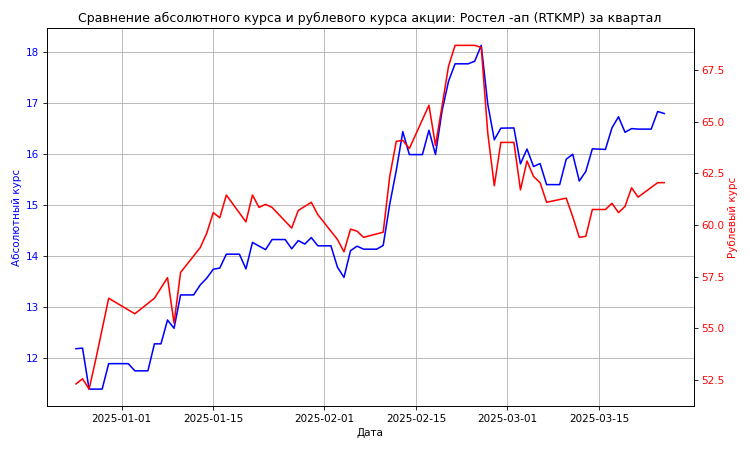 Сравнение абсолютного курса и рублевого курса акции: Ростел -ап (RTKMP) за квартал
18
17
16
15
14
13
12
Абсолютный курс
67.5
65.0
62.5
60.0
57.5
55.0
52.5
Рублевый курс
2025-01-01 2025-01-15 2025-02-01 2025-02-15 2025-03-01 2025-03-15
Дата